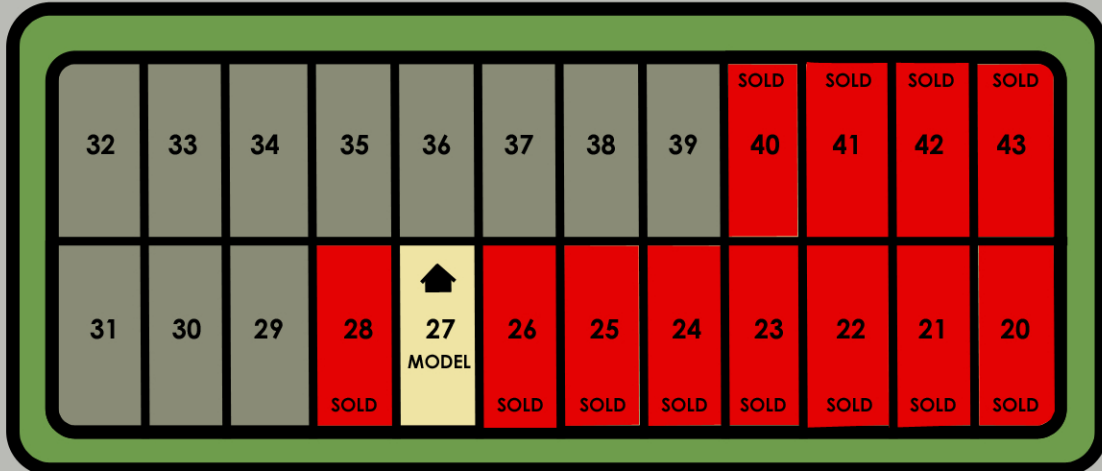 SOLD SOLD SOLD SOLD
32 33 34 35 36 37 38 39 40 41 42 43
31 30 29 28 27 26 25 24 23 22 21 20
MODEL
SOLD SOLD SOLD SOLD SOLD SOLD SOLD SOLD